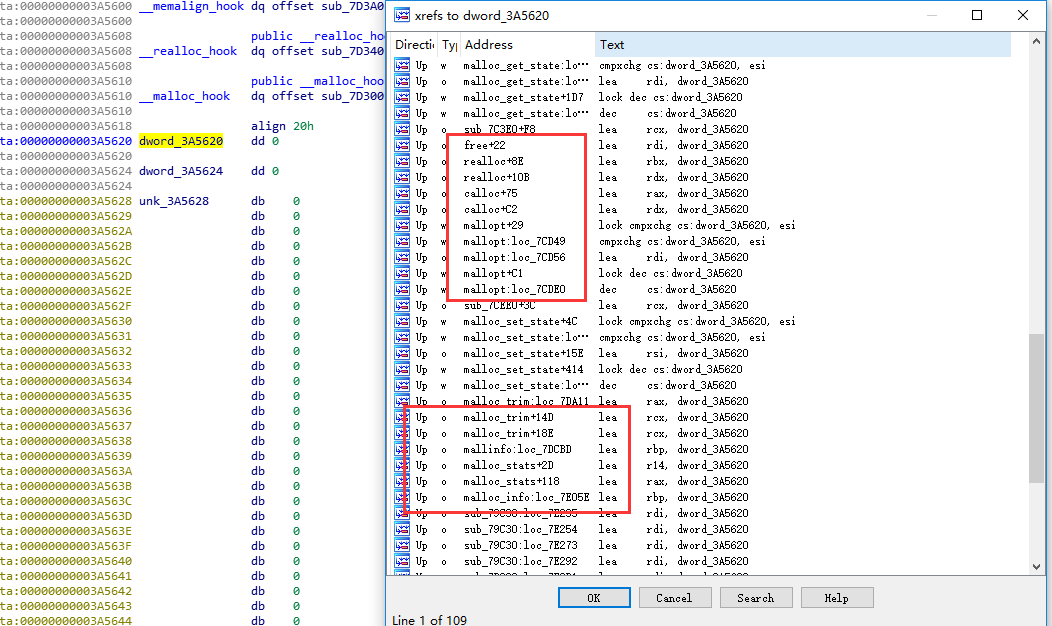 ta:00000000003A5600 __memalign_hook dq offset sub_7D3A0
ta:00000000003A5600
ta:00000000003A5608 public __realloc_ho
ta:00000000003A5608 __realloc_hook dq offset sub_7D340
ta:00000000003A5608
ta:00000000003A5610 public __malloc_hoo
ta:00000000003A5610 __malloc_hook dq offset sub_7D300
ta:00000000003A5610
ta:00000000003A5618 align 20h
ta:00000000003A5620 dword_3A5620 dd 0
ta:00000000003A5620
ta:00000000003A5624 dword_3A5624 dd 0
ta:00000000003A5624
ta:00000000003A5628 unk_3A5628 db 0
ta:00000000003A5629 db 0
ta:00000000003A562A db 0
ta:00000000003A562B db 0
ta:00000000003A562C db 0
ta:00000000003A562D db 0
ta:00000000003A562E db 0
ta:00000000003A562F db 0
ta:00000000003A5630 db 0
ta:00000000003A5631 db 0
ta:00000000003A5632 db 0
ta:00000000003A5633 db 0
ta:00000000003A5634 db 0
ta:00000000003A5635 db 0
ta:00000000003A5636 db 0
ta:00000000003A5637 db 0
ta:00000000003A5638 db 0
ta:00000000003A5639 db 0
ta:00000000003A563A db 0
ta:00000000003A563B db 0
ta:00000000003A563C db 0
ta:00000000003A563D db 0
ta:00000000003A563E db 0
ta:00000000003A563F db 0
ta:00000000003A5640 db 0
ta:00000000003A5641 db 0
ta:00000000003A5642 db 0
ta:00000000003A5643 db 0
ta:00000000003A5644 db 0
xrefs to dword_3A5620
Directic Typ Address Text
Up w malloc_get_state:lo… cmpxchg cs:dword_3A5620, esi
Up o malloc_get_state:lo… lea rdi, dword_3A5620
Up w malloc_get_state+1D7 lock dec cs:dword_3A5620
Up w malloc_get_state:lo… dec cs:dword_3A5620
Up o sub_7C3E0+F8 lea rcx, dword_3A5620
Up o free+22 lea rdi, dword_3A5620
Up o realloc+8E lea rbx, dword_3A5620
Up o realloc+10B lea rdx, dword_3A5620
Up o calloc+75 lea rax, dword_3A5620
Up o calloc+C2 lea rdx, dword_3A5620
Up w mallopt+29 lock cmpxchg cs:dword_3A5620, esi
Up w mallopt:loc_7CD49 cmpxchg cs:dword_3A5620, esi
Up o mallopt:loc_7CD56 lea rdi, dword_3A5620
Up w mallopt+C1 lock dec cs:dword_3A5620
Up w mallopt:loc_7CDE0 dec cs:dword_3A5620
Up o sub_7CEE0+3C lea rcx, dword_3A5620
Up w malloc_set_state+4C lock cmpxchg cs:dword_3A5620, esi
Up w malloc_set_state:lo… cmpxchg cs:dword_3A5620, esi
Up o malloc_set_state+15E lea rsi, dword_3A5620
Up w malloc_set_state+414 lock dec cs:dword_3A5620
Up w malloc_set_state:lo… dec cs:dword_3A5620
Up o malloc_trim:loc_7DA11 lea rax, dword_3A5620
Up o malloc_trim+14D lea rcx, dword_3A5620
Up o malloc_trim+18E lea rcx, dword_3A5620
Up o mallinfo:loc_7DCBD lea rbp, dword_3A5620
Up o malloc_stats+2D lea r14, dword_3A5620
Up o malloc_stats+118 lea rax, dword_3A5620
Up o malloc_info:loc_7E05E lea rbp, dword_3A5620
Up o sub_79C30:loc_7E235 lea rdi, dword_3A5620
Up o sub_79C30:loc_7E254 lea rdi, dword_3A5620
Up o sub_79C30:loc_7E273 lea rdi, dword_3A5620
Up o sub_79C30:loc_7E292 lea rdi, dword_3A5620
OK Cancel Search Help
Line 1 of 109